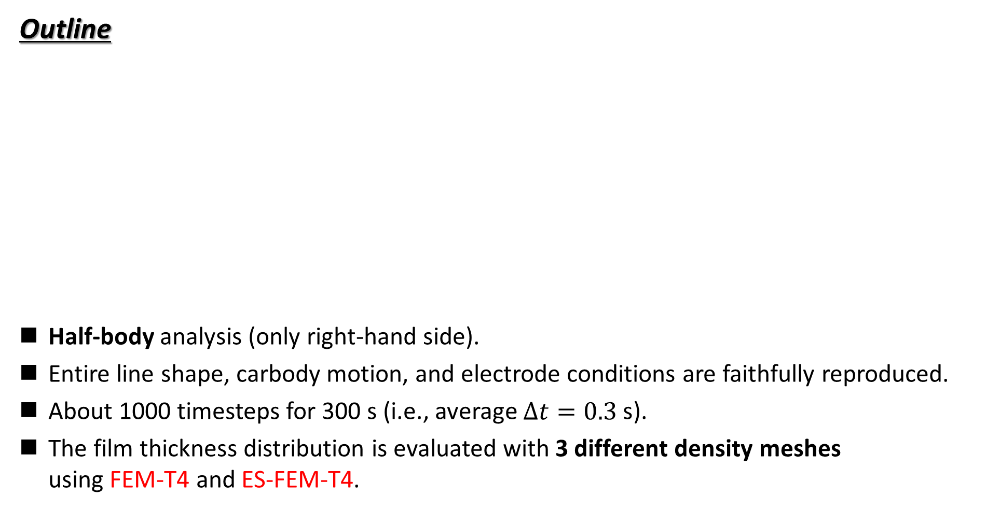 Outline
■ Half-body analysis (only right-hand side).
■ Entire line shape, carbody motion, and electrode conditions are faithfully reproduced.
■ About 1000 timesteps for 300 s (i.e., average Δt = 0.3 s).
■ The film thickness distribution is evaluated with 3 different density meshes
using FEM-T4 and ES-FEM-T4.